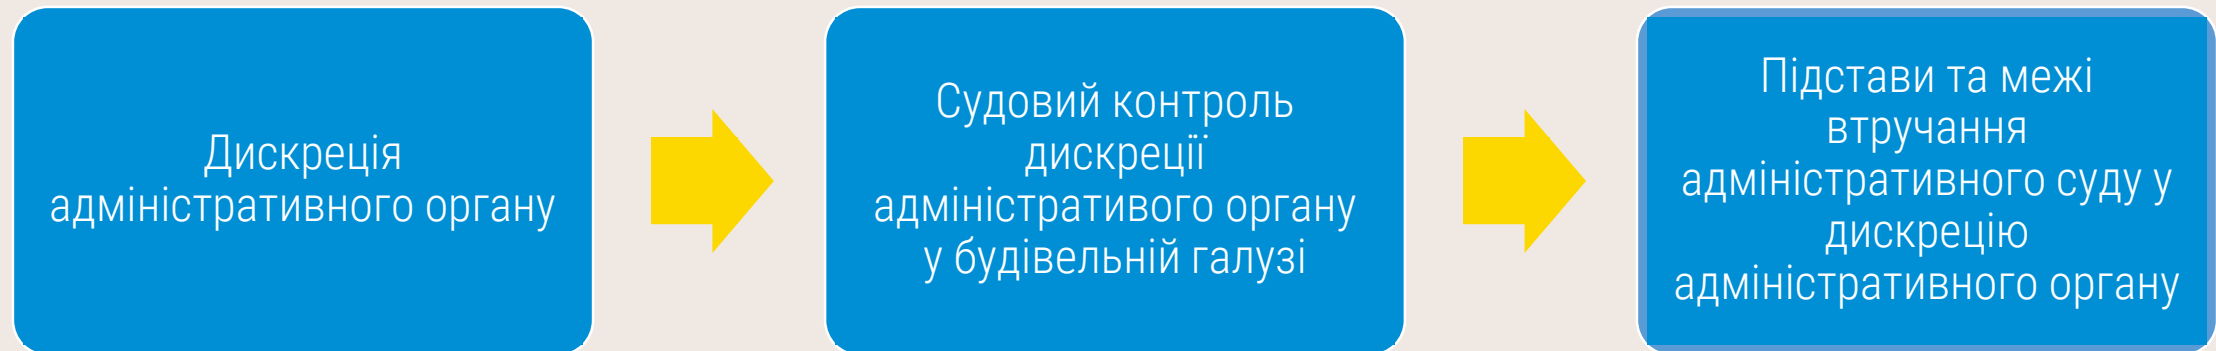 Дискреція
адміністративного органу
Судовий контроль
дискреції
адміністративого органу
у будівельній галузі
Підстави та межі
втручання
адміністративного суду у
дискрецію
адміністративного органу